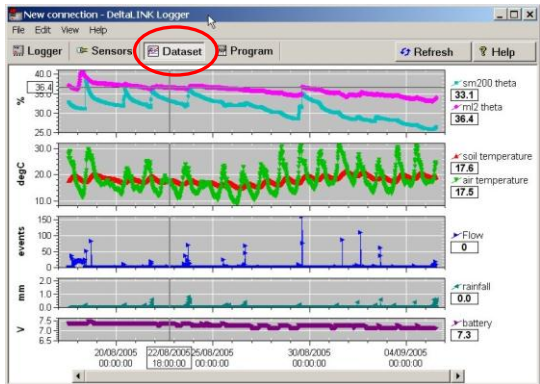 New connection - DeltaLINK Logger
File Edit View Help
Logger Sensors Dataset Program Refresh Help
40.0
36.4
35.0
30.0
25.0
%
sm200 theta
33.1
ml2 theta
36.4
30.0
20.0
10.0
degC
soil temperature
17.6
air temperature
17.5
150
100
50
0
events
Flow
0
2.0
1.0
0.0
mm
rainfall
0.0
7.5
7.0
6.5
V
battery
7.3
20/08/2005 22/08/2005 25/08/2005 30/08/2005 04/09/2005
00:00:00 18:00:00 00:00:00 00:00:00 00:00:00